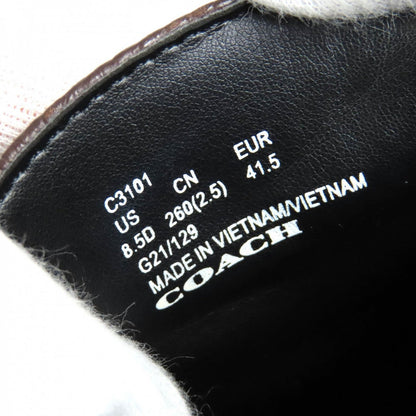 C3101
US CN EUR
8.5D 260(2.5) 41.5
G21/129
MADE IN VIETNAM/VIETNAM
COACH